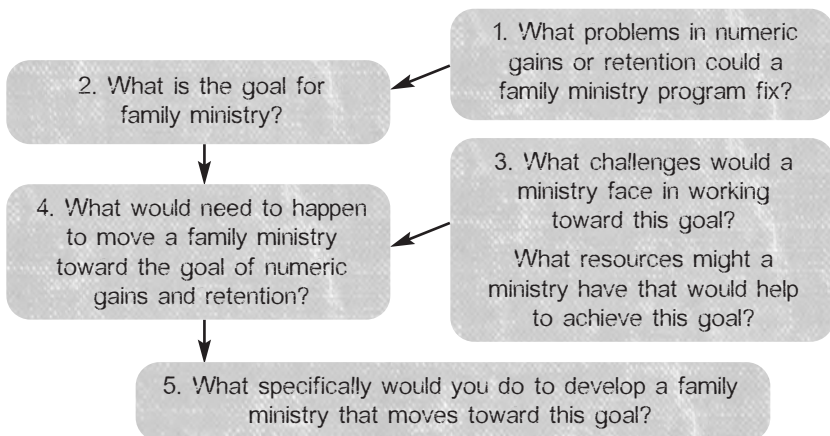 1. What problems in numeric
gains or retention could a
family ministry program fix?
2. What is the goal for
family ministry?
3. What challenges would a
ministry face in working
toward this goal?
What resources might a
ministry have that would help
to achieve this goal?
4. What would need to happen
to move a family ministry
toward the goal of numeric
gains and retention?
5. What specifically would you do to develop a family
ministry that moves toward this goal?